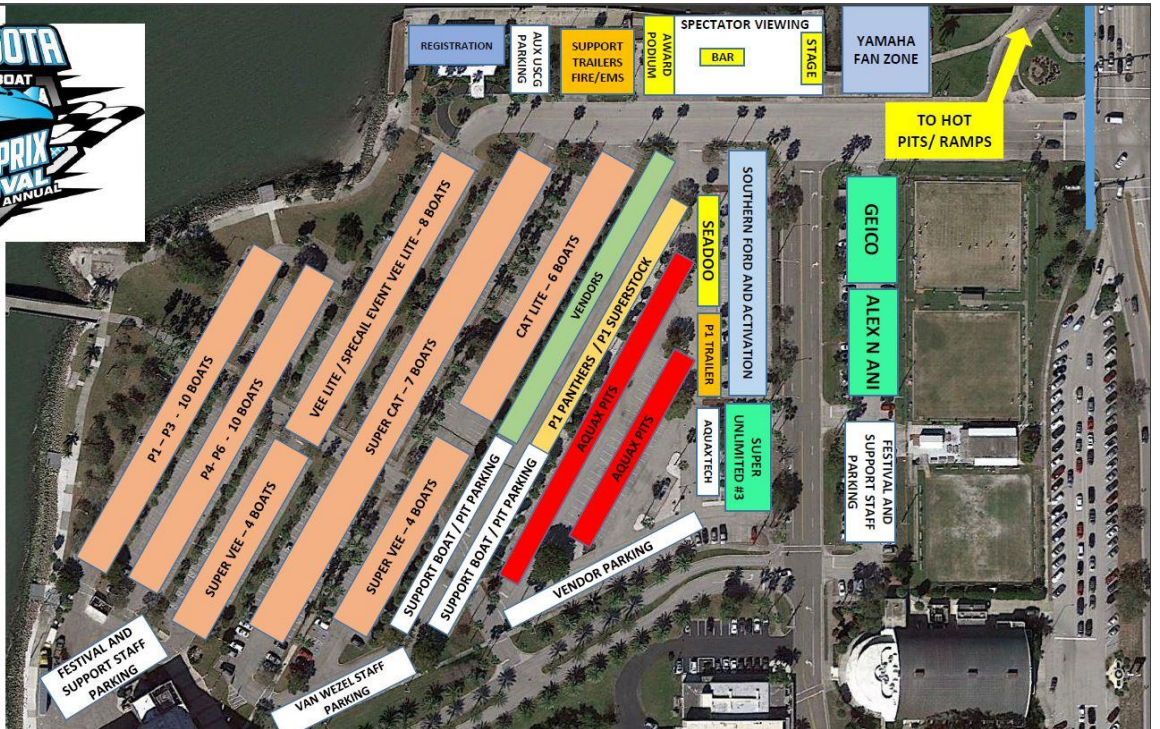 OTA
BOAT
PRIX
VAL
ANNUAL
REGISTRATION
AUX USCG
PARKING
SUPPORT
TRAILERS
FIRE/EMS
AWARD
PODIUM
SPECTATOR VIEWING
BAR
STAGE
YAMAHA
FAN ZONE
TO HOT
PITS/ RAMPS
P1 – P3 - 10 BOATS
P4- P6 - 10 BOATS
VEE LITE / SPECAIL EVENT VEE LITE – 8 BOATS
SUPER VEE – 4 BOATS
SUPER CAT – 7 BOATS
CAT LITE – 6 BOATS
SUPER VEE – 4 BOATS
VENDORS
SUPPORT BOAT / PIT PARKING
P1 PANTHERS / P1 SUPERSTOCK
SUPPORT BOAT / PIT PARKING
AQUAX PITS
AQUAX PITS
SEADOO
P1 TRAILER
AQUAXTECH
SOUTHERN FORD AND ACTIVATION
SUPER
UNLIMITED #3
GEICO
ALEX N ANI
FESTIVAL AND
SUPPORT STAFF
PARKING
VENDOR PARKING
FESTIVAL AND
SUPPORT STAFF
PARKING
VAN WEZEL STAFF
PARKING